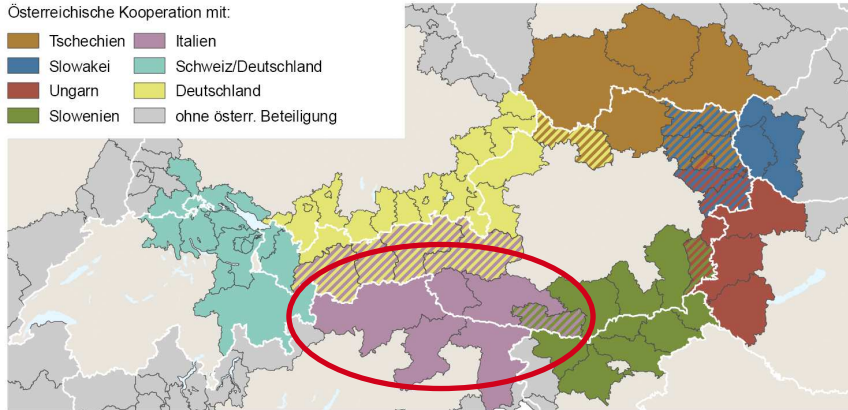 Österreichische Kooperation mit:
Tschechien
Slowakei
Ungarn
Slowenien
Italien
Schweiz/Deutschland
Deutschland
ohne österr. Beteiligung